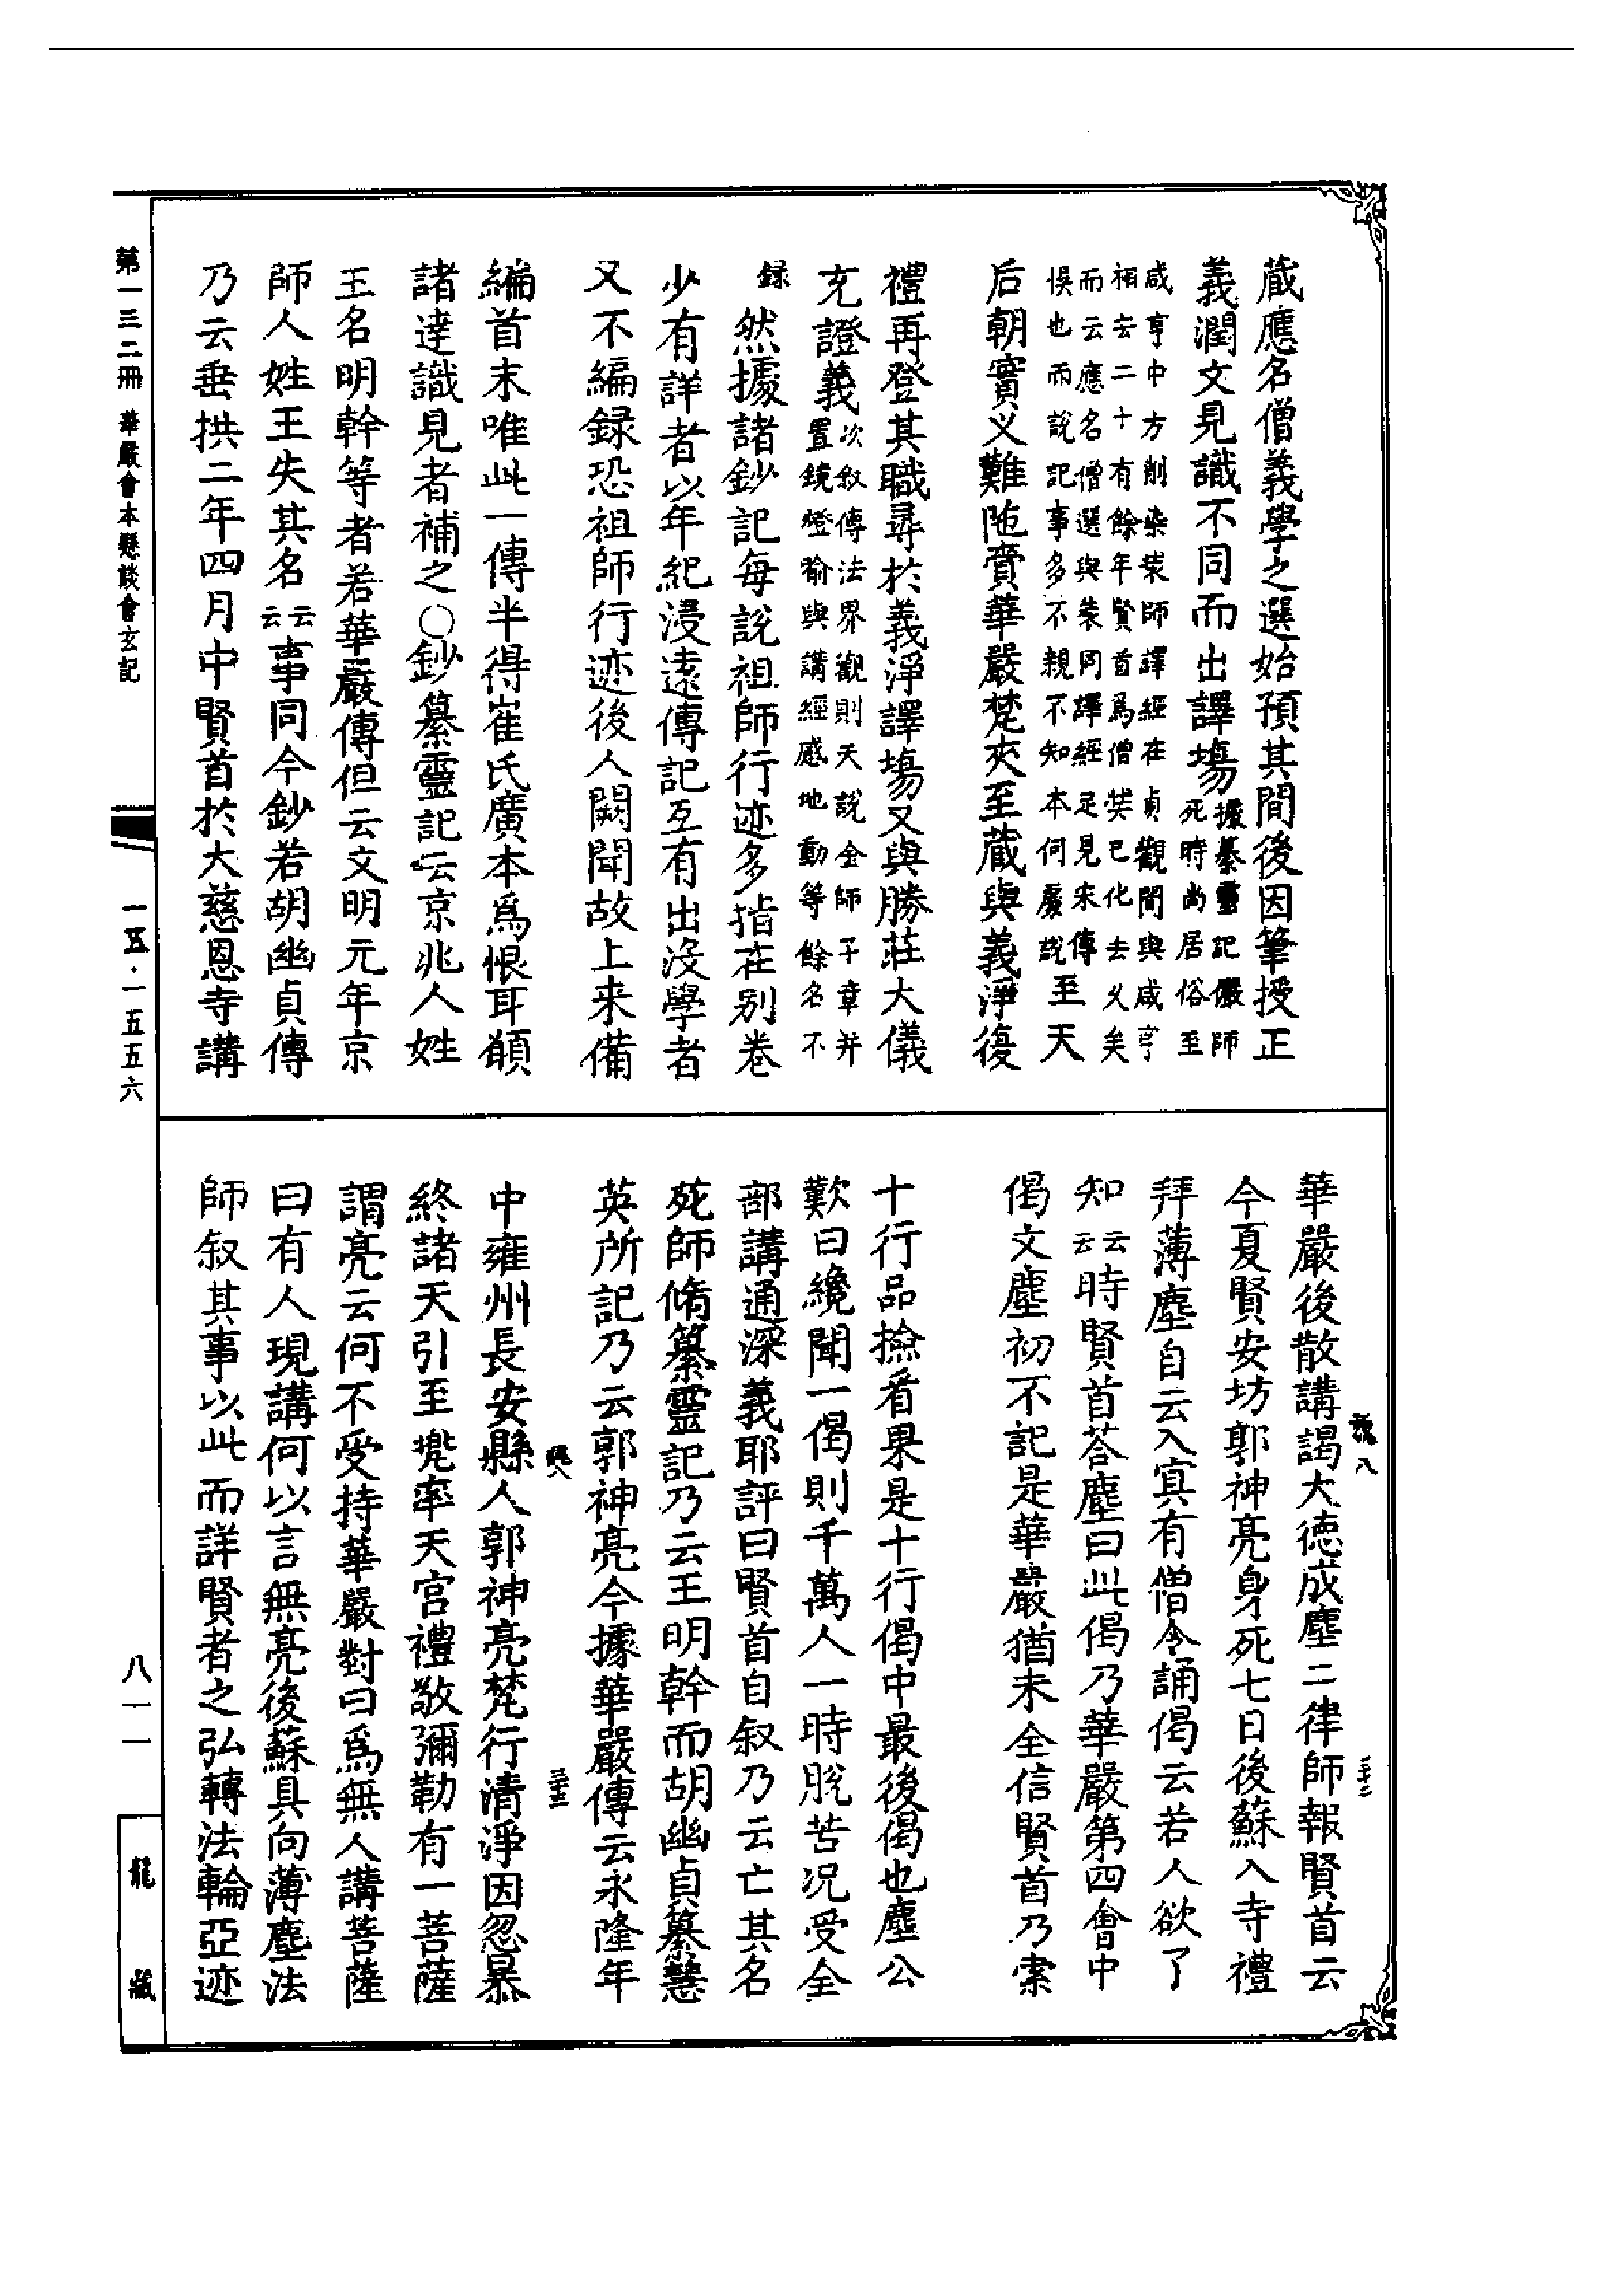 藏應名僧義學之選始預其間後因筆授正
義潤文見識不同而出譯場據纂靈記儼師
死時尚居俗至
咸亨中方削染裝師譯經在貞觀間與咸亨
相去二十有餘年賢首爲僧奘已化去久矣
而云應名僧選與奘同譯經足見宋傳
悞也而說記事多不親不知本何廢說至天
后朝實义難陁賷華嚴梵夾至藏與義淨復
禮再登其職尋於義淨譯塲又與勝莊大儀
充證義次叙傳法界觀則天說金師子章并
置鏡燈喻與講經感地動等餘名不
録然據諸鈔記每說祖師行迹多指在別卷
少有詳者以年紀浸遠傳記互有出沒學者
又不編録恐祖師行迹後人闕聞故上来備
編首末唯此一傳半得崔氏廣本爲恨耳頟
諸達識見者補之〇鈔纂靈記云京兆人姓
王名明幹等者若華嚴傳但云文明元年京
師人姓王失其名云云事同今鈔若胡幽貞傳
乃云垂拱二年四月中賢首於大慈恩寺講
華嚴後散講謁大德成塵二律師報賢首云
今夏賢安坊郭神亮身死七日後蘇入寺禮
拜薄塵自云入㝠有僧令誦偈云若人欲了
知云云時賢首荅塵曰此偈乃華嚴第四會中
偈文塵初不記是華嚴猶未全信賢首乃索
十行品撿看果是十行偈中最後偈也塵公
歎曰纔聞一偈則千萬人一時脫苦况受全
部講通深義耶評曰賢首自叙乃云亡其名
死師脩纂靈記乃云王明幹而胡幽貞纂慧
英所記乃云郭神亮今據華嚴傳云永隆年
中雍州長安縣人郭神亮梵行清淨因忽暴
終諸天引至兠率天宫禮敬彌勒有一菩薩
謂亮云何不受持華嚴對曰爲無人講菩薩
曰有人現講何以言無亮後蘇具向薄塵法
師叙其事以此而詳賢者之弘轉法輪亞迹
第一三二冊 華嚴會本懸談會玄記
一五·一五五六
八一一
龍藏